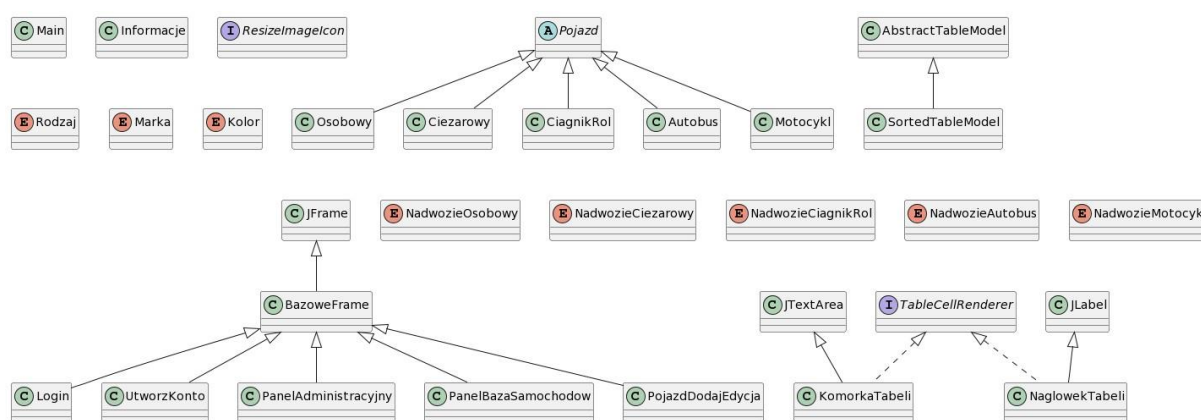 C Main
C Informacje
I ResizeImageIcon
A Pojazd
C AbstractTableModel
E Rodzaj
E Marka
E Kolor
C Osobowy
C Ciezarowy
C CiagnikRol
C Autobus
C Motocykl
C SortedTableModel
C JFrame
E NadwozieOsobowy
E NadwozieCiezarowy
E NadwozieCiagnikRol
E NadwozieAutobus
E NadwozieMotocykl
C BazoweFrame
C JTextArea
I TableCellRenderer
C JLabel
C Login
C UtworzKonto
C PanelAdministracyjny
C PanelBazaSamochodow
C PojazdDodajEdycja
C KomorkaTabeli
C NaglowekTabeli